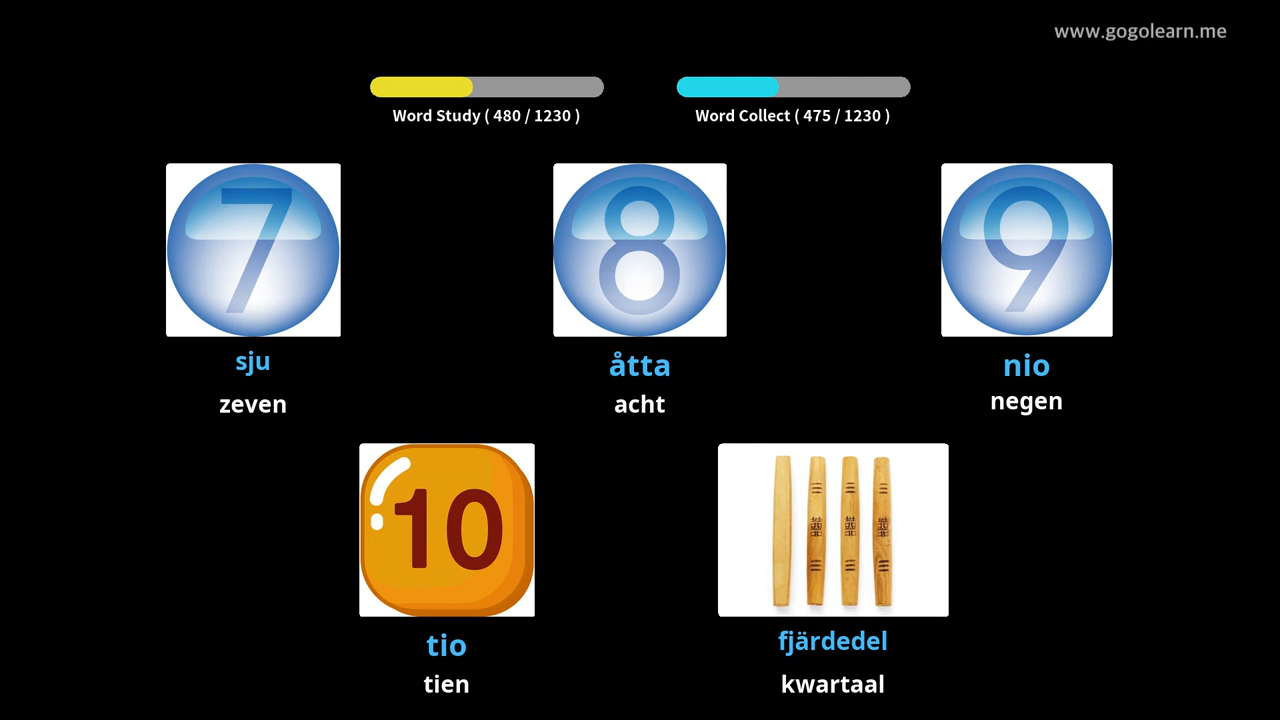 www.gogolearn.me
Word Study ( 480 / 1230 )
Word Collect ( 475 / 1230 )
7
8
9
sju
åtta
nio
zeven
acht
negen
10
tio
fjärdedel
tien
kwartaal